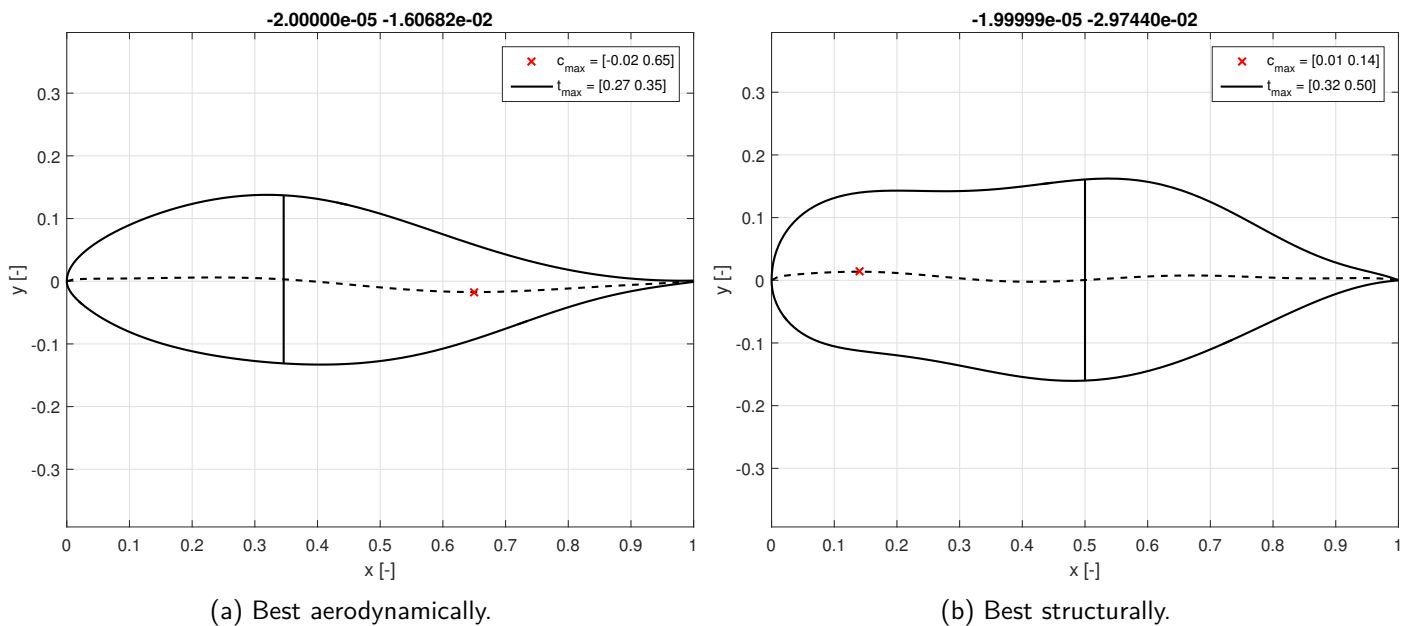 -2.00000e-05 -1.60682e-02
c_max = [-0.02 0.65]
t_max = [0.27 0.35]
0.3
0.2
0.1
0
-0.1
-0.2
-0.3
y [-]
0 0.1 0.2 0.3 0.4 0.5 0.6 0.7 0.8 0.9 1
x [-]
(a) Best aerodynamically.
-1.99999e-05 -2.97440e-02
c_max = [0.01 0.14]
t_max = [0.32 0.50]
0.3
0.2
0.1
0
-0.1
-0.2
-0.3
y [-]
0 0.1 0.2 0.3 0.4 0.5 0.6 0.7 0.8 0.9 1
x [-]
(b) Best structurally.